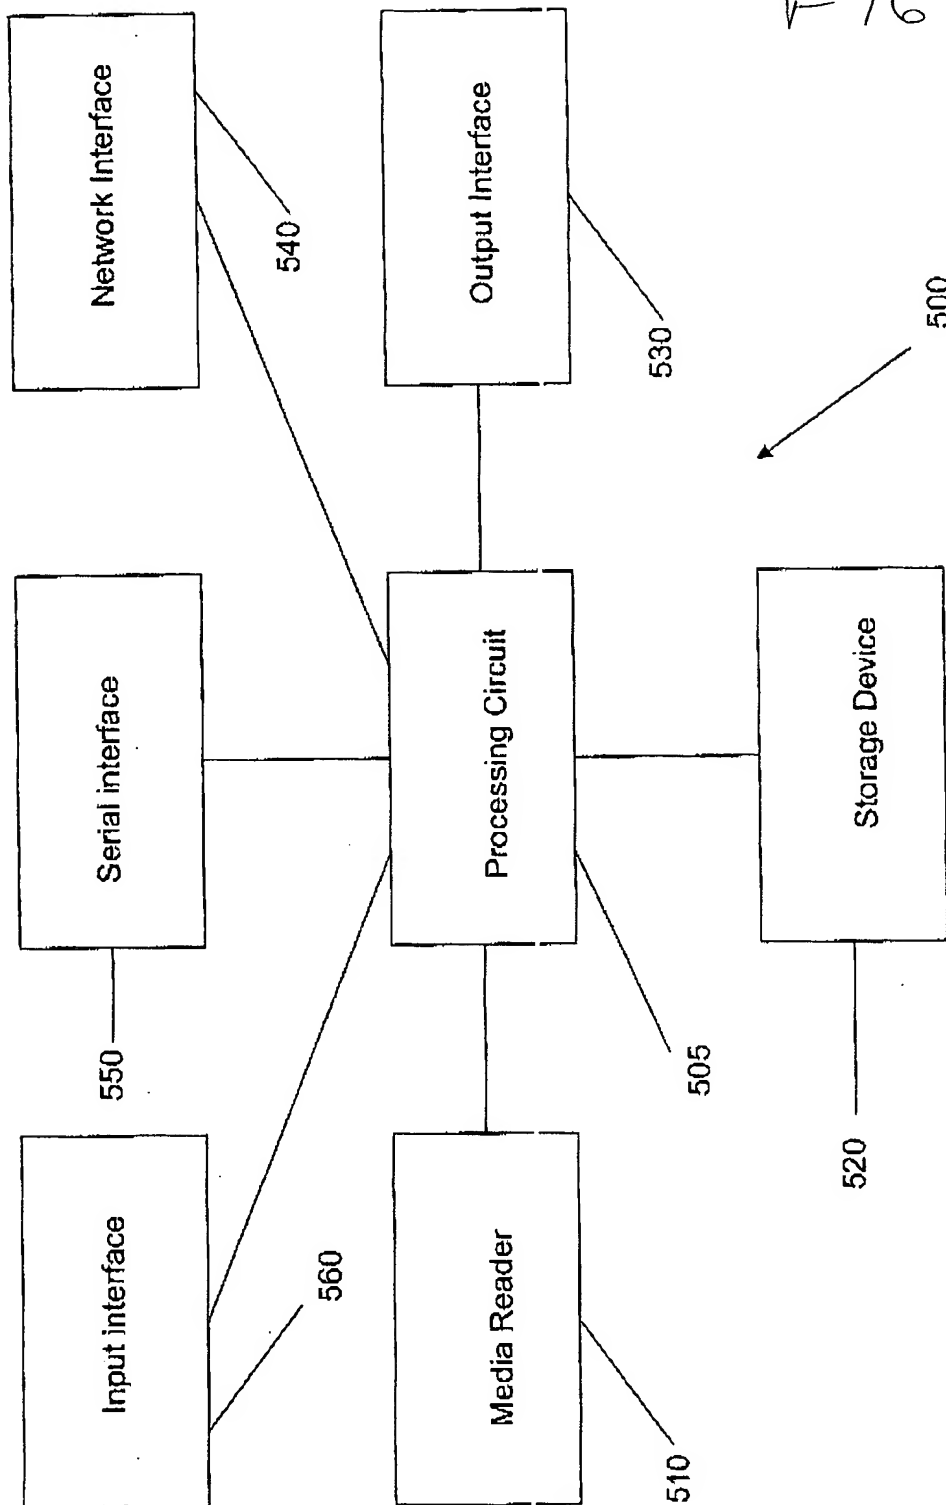 Input interface
560
550
Serial interface
Network Interface
540
Media Reader
510
Processing Circuit
505
Output Interface
530
520
Storage Device
500